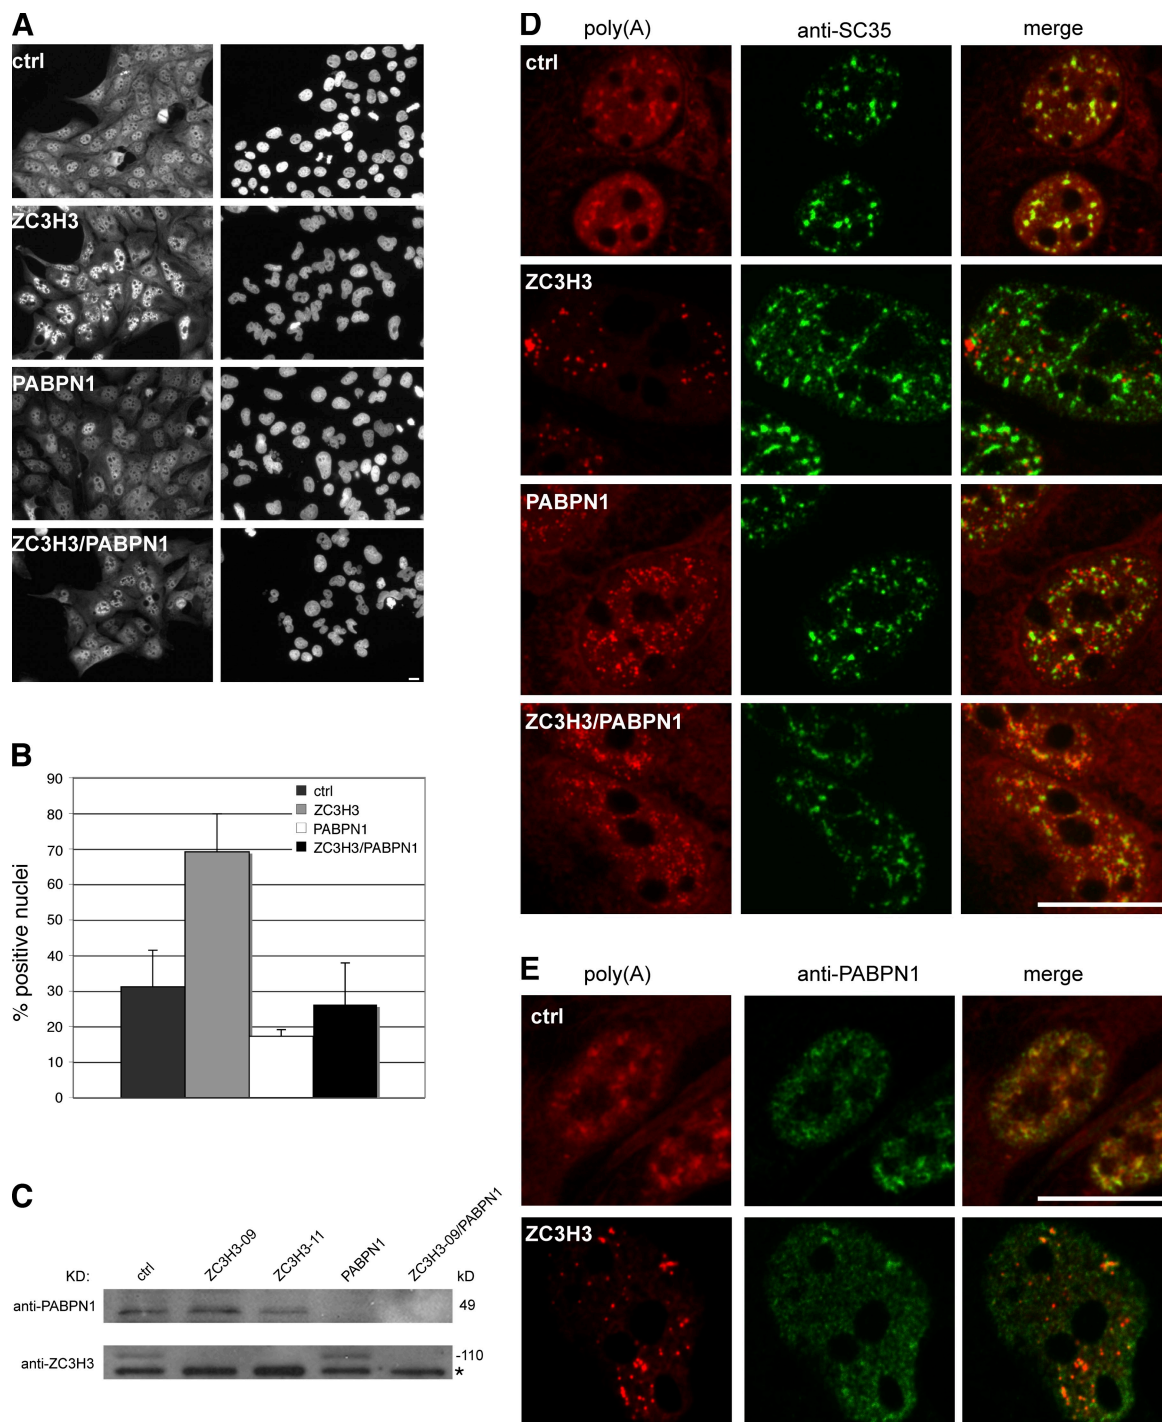 A
ctrl
ZC3H3
PABPN1
ZC3H3/PABPN1
B
% positive nuclei
90
80
70
60
50
40
30
20
10
0
ctrl
ZC3H3
PABPN1
ZC3H3/PABPN1
C
KD: ctrl ZC3H3-09 ZC3H3-11 PABPN1 ZC3H3-09/PABPN1 kD
anti-PABPN1 49
anti-ZC3H3 -110
*
D
poly(A) anti-SC35 merge
ctrl
ZC3H3
PABPN1
ZC3H3/PABPN1
E
poly(A) anti-PABPN1 merge
ctrl
ZC3H3